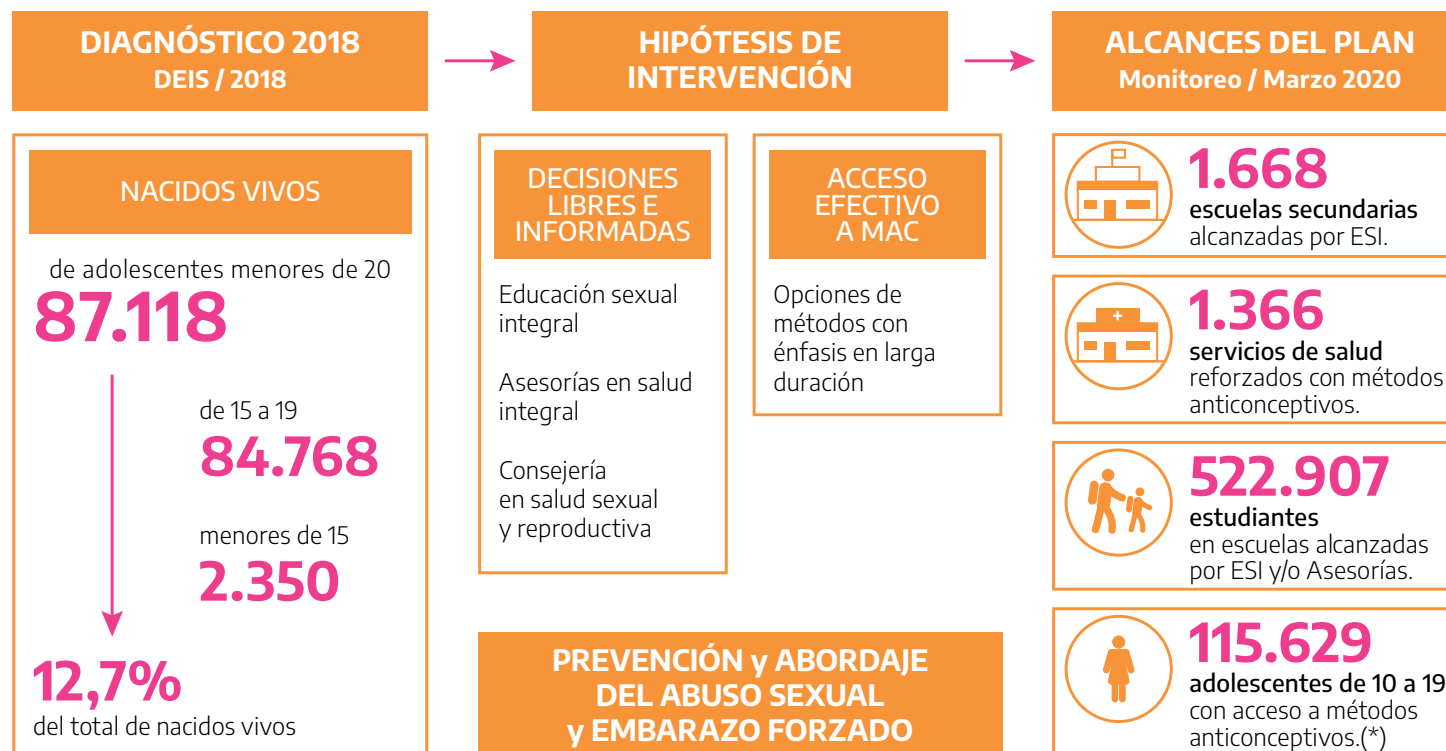 DIAGNÓSTICO 2018
DEIS / 2018
HIPÓTESIS DE
INTERVENCIÓN
ALCANCES DEL PLAN
Monitoreo / Marzo 2020
NACIDOS VIVOS
de adolescentes menores de 20
87.118
de 15 a 19
84.768
menores de 15
2.350
12,7%
del total de nacidos vivos
DECISIONES
LIBRES E
INFORMADAS
Educación sexual
integral
Asesorías en salud
integral
Consejería
en salud sexual
y reproductiva
ACCESO
EFECTIVO
A MAC
Opciones de
métodos con
énfasis en larga
duración
PREVENCIÓN y ABORDAJE
DEL ABUSO SEXUAL
y EMBARAZO FORZADO
1.668
escuelas secundarias
alcanzadas por ESI.
1.366
servicios de salud
reforzados con métodos
anticonceptivos.
522.907
estudiantes
en escuelas alcanzadas
por ESI y/o Asesorías.
115.629
adolescentes de 10 a 19
con acceso a métodos
anticonceptivos.(*)